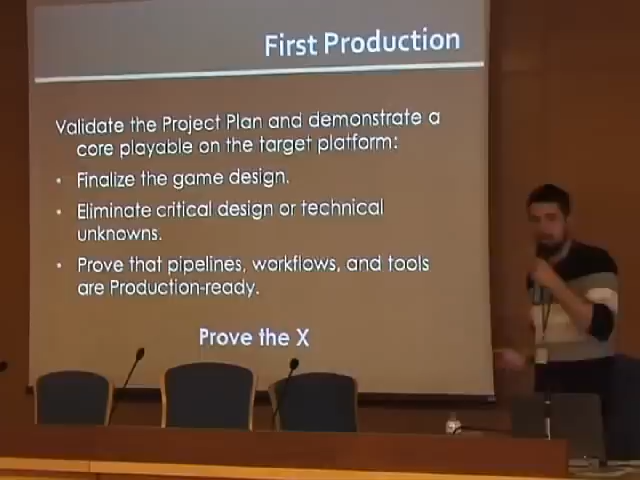 First Production
Validate the Project Plan and demonstrate a
core playable on the target platform:
• Finalize the game design.
• Eliminate critical design or technical
unknowns.
• Prove that pipelines, workflows, and tools
are Production-ready.
Prove the X